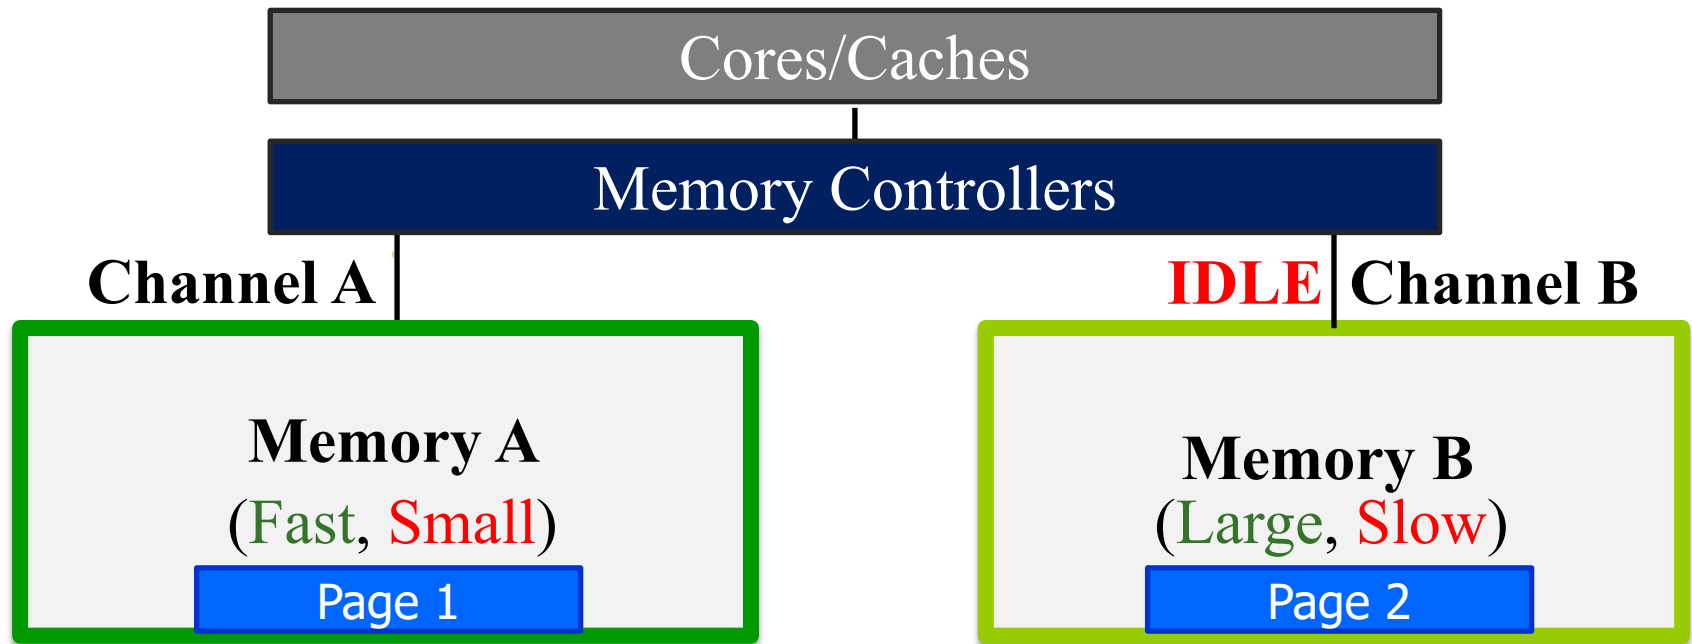 Cores/Caches
Memory Controllers
Channel A
IDLE Channel B
Memory A
(Fast, Small)
Page 1
Memory B
(Large, Slow)
Page 2